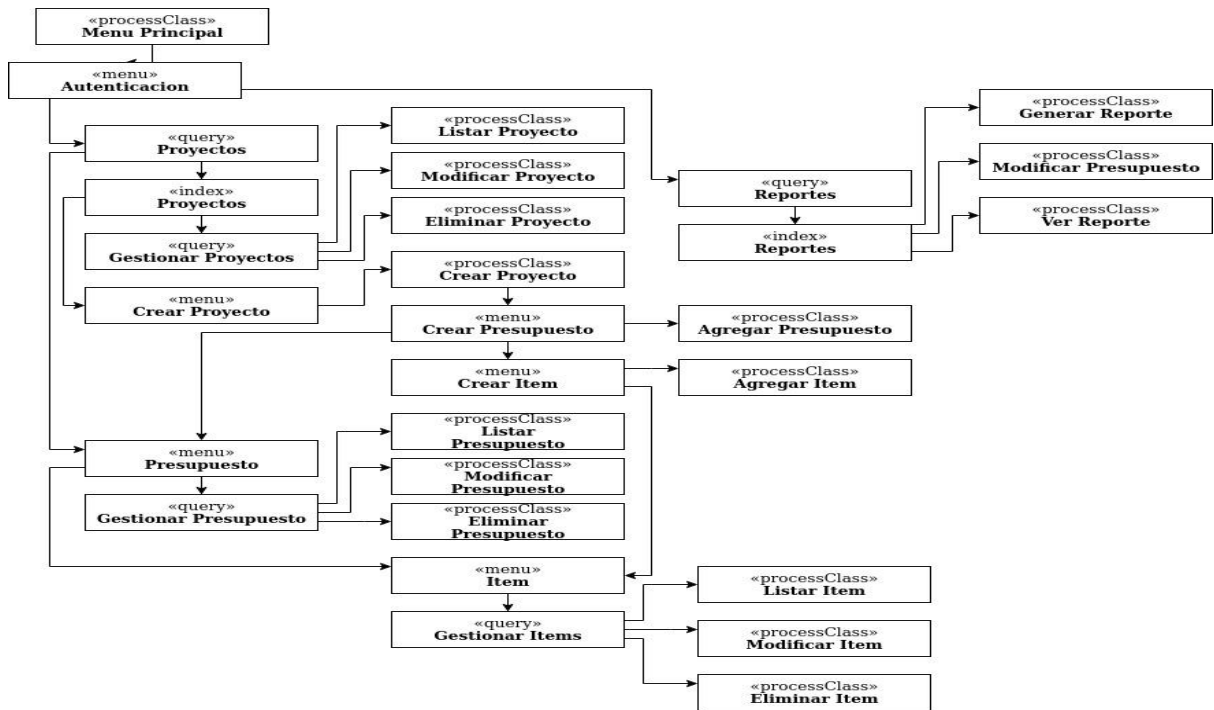 «processClass»
Menu Principal
«menu»
Autenticacion
«query»
Proyectos
«index»
Proyectos
«query»
Gestionar Proyectos
«menu»
Crear Proyecto
«processClass»
Listar Proyecto
«processClass»
Modificar Proyecto
«processClass»
Eliminar Proyecto
«processClass»
Crear Proyecto
«menu»
Crear Presupuesto
«menu»
Crear Item
«processClass»
Agregar Presupuesto
«processClass»
Agregar Item
«query»
Reportes
«index»
Reportes
«processClass»
Generar Reporte
«processClass»
Modificar Presupuesto
«processClass»
Ver Reporte
«menu»
Presupuesto
«query»
Gestionar Presupuesto
«processClass»
Listar
Presupuesto
«processClass»
Modificar
Presupuesto
«processClass»
Eliminar
Presupuesto
«menu»
Item
«query»
Gestionar Items
«processClass»
Listar Item
«processClass»
Modificar Item
«processClass»
Eliminar Item